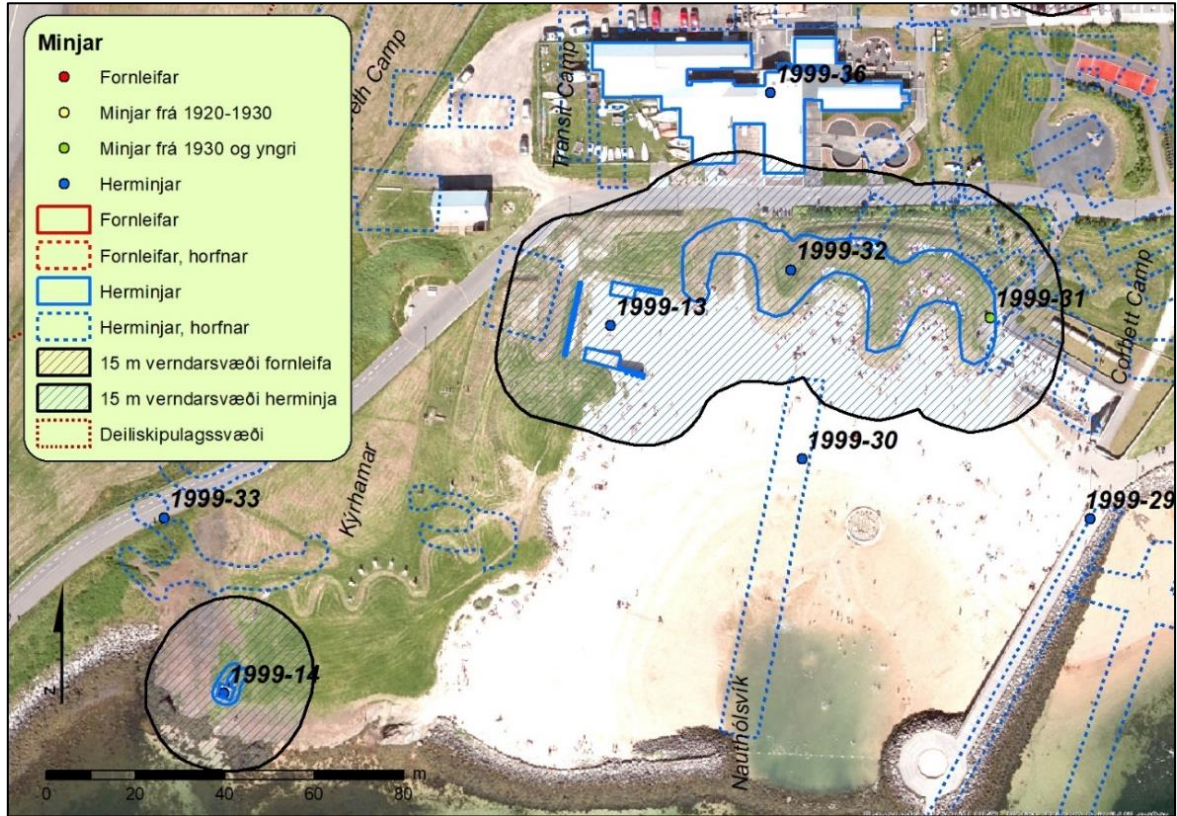 Minjar
Fornleifar
Minjar frá 1920-1930
Minjar frá 1930 og yngri
Herminjar
Fornleifar
Fornleifar, horfnar
Herminjar
Herminjar, horfnar
15 m verndarsvæði fornleifa
15 m verndarsvæði herminja
Deiliskipulagssvæði
eth Camp
Transit Camp
1999-36
1999-32
1999-13
1999-31
Corbett Camp
1999-30
1999-29
1999-33
Kýrhamar
1999-14
Nauthólsvík
N
m
0 20 40 80